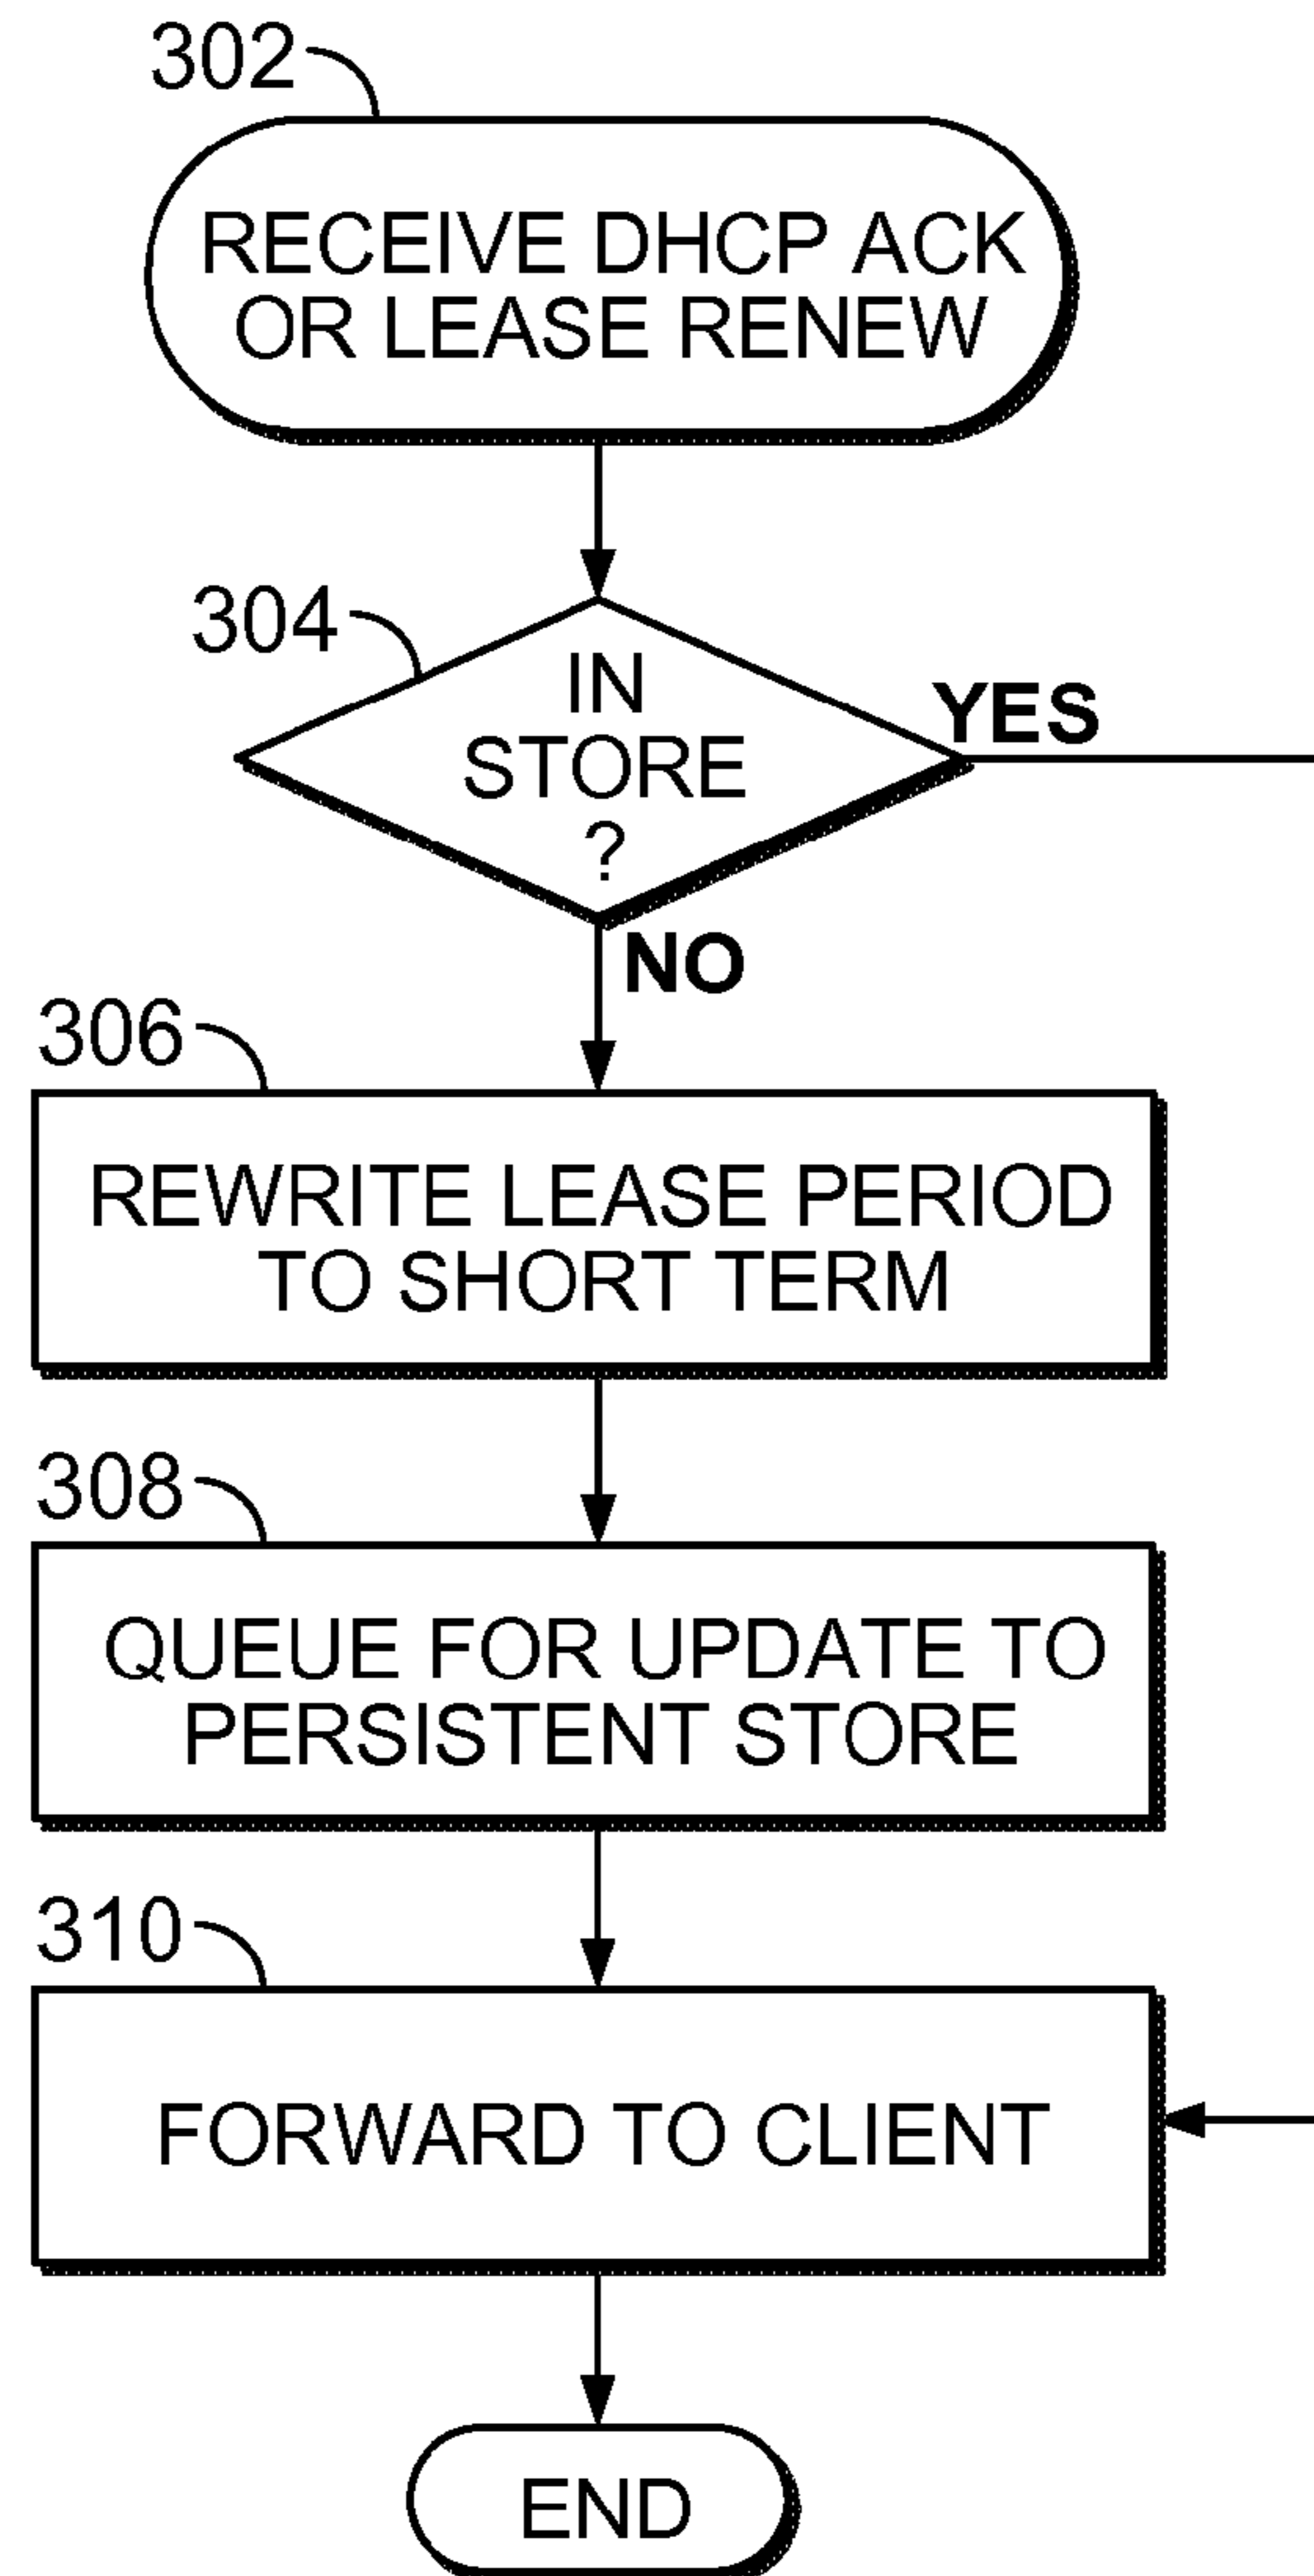 302
RECEIVE DHCP ACK
OR LEASE RENEW
304
IN
STORE
?
YES
NO
306
REWRITE LEASE PERIOD
TO SHORT TERM
308
QUEUE FOR UPDATE TO
PERSISTENT STORE
310
FORWARD TO CLIENT
END